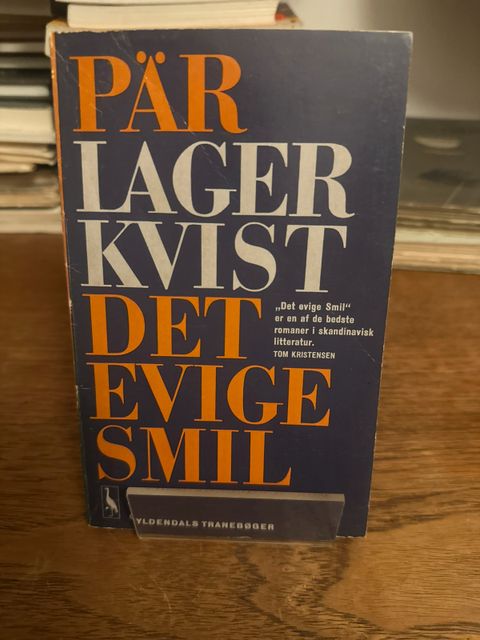 PÄR
LAGER
KVIST
DET
EVIGE
SMIL
„Det evige Smil“
er en af de bedste
romaner i skandinavisk
litteratur.
TOM KRISTENSEN
YLDENDALS TRANEBØGER